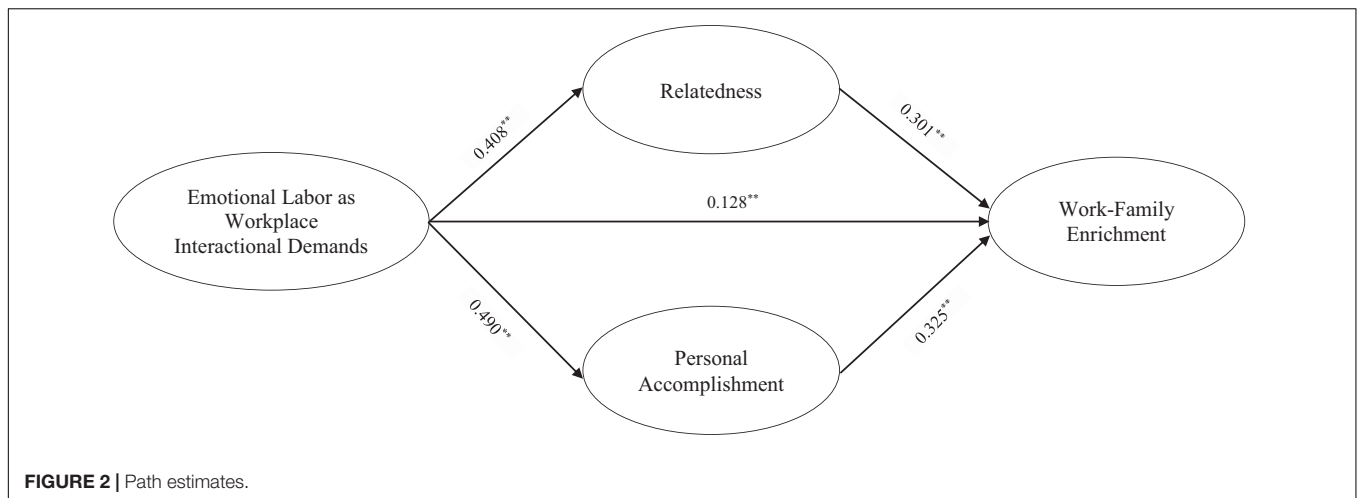 Relatedness
0.408**
0.301**
Emotional Labor as
Workplace
Interactional Demands
0.128**
Work-Family
Enrichment
0.490**
0.325**
Personal
Accomplishment
FIGURE 2 | Path estimates.